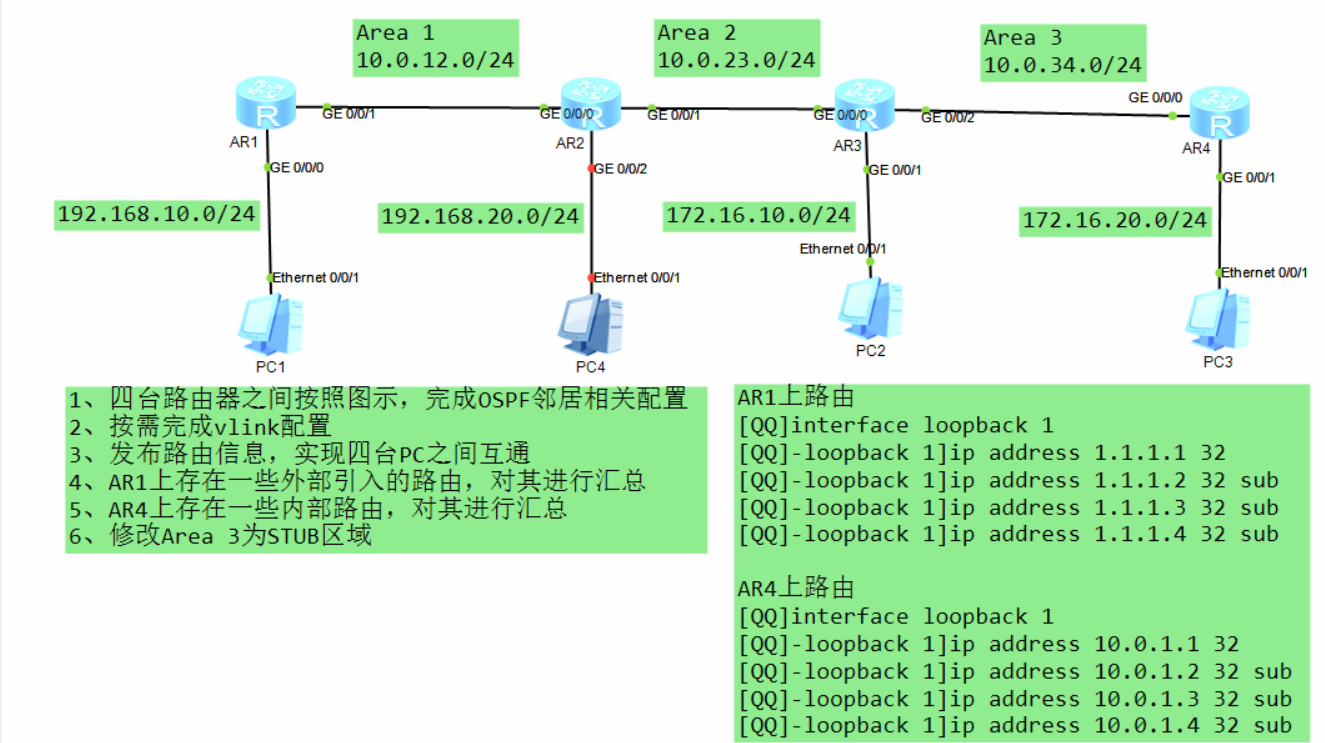 Area 1
10.0.12.0/24
Area 2
10.0.23.0/24
Area 3
10.0.34.0/24
R
GE 0/0/1
GE 0/0/0
R
GE 0/0/1
GE 0/0/0
R
GE 0/0/2
GE 0/0/0
R
AR1
AR2
AR3
AR4
GE 0/0/0
GE 0/0/2
GE 0/0/1
GE 0/0/1
192.168.10.0/24
192.168.20.0/24
172.16.10.0/24
172.16.20.0/24
Ethernet 0/0/1
Ethernet 0/0/1
Ethernet 0/0/1
Ethernet 0/0/1
PC1
PC4
PC2
PC3
1、四台路由器之间按照图示，完成OSPF邻居相关配置
2、按需完成vlink配置
3、发布路由信息，实现四台PC之间互通
4、AR1上存在一些外部引入的路由，对其进行汇总
5、AR4上存在一些内部路由，对其进行汇总
6、修改Area 3为STUB区域
AR1上路由
[QQ]interface loopback 1
[QQ]-loopback 1]ip address 1.1.1.1 32
[QQ]-loopback 1]ip address 1.1.1.2 32 sub
[QQ]-loopback 1]ip address 1.1.1.3 32 sub
[QQ]-loopback 1]ip address 1.1.1.4 32 sub
AR4上路由
[QQ]interface loopback 1
[QQ]-loopback 1]ip address 10.0.1.1 32
[QQ]-loopback 1]ip address 10.0.1.2 32 sub
[QQ]-loopback 1]ip address 10.0.1.3 32 sub
[QQ]-loopback 1]ip address 10.0.1.4 32 sub